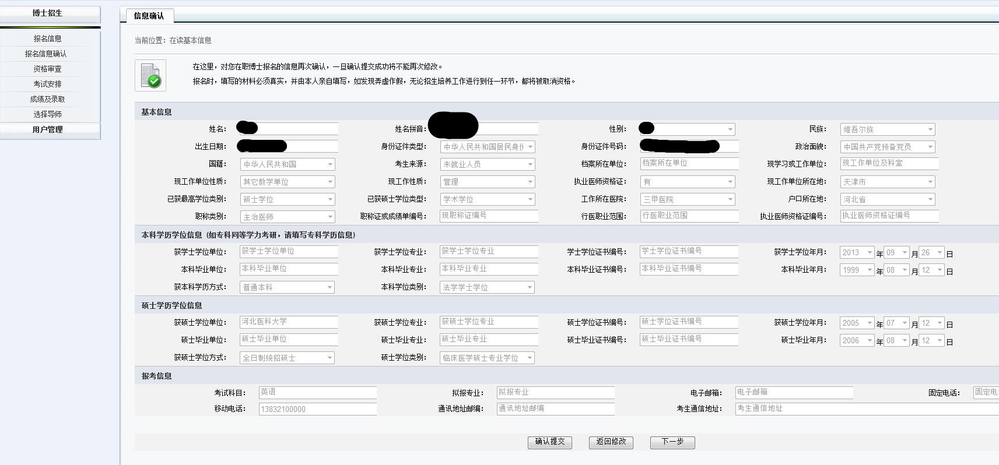 博士招生
报名信息
报名信息确认
资格审查
考试安排
成绩及录取
选择导师
用户管理
信息确认
当前位置：在读基本信息
在这里，对您在职博士报名的信息再次确认，一旦确认提交成功将不能再次修改。
报名时，填写的材料必须真实，并由本人亲自填写，如发现弄虚作假，无论招生培养工作进行到任一环节，都将被取消资格。
基本信息
姓名： 姓名拼音： 性别： 民族： 维吾尔族
出生日期： 身份证件类型： 中华人民共和国居民身份 身份证件号码： 政治面貌： 中国共产党预备党员
国籍： 中华人民共和国 考生来源： 未就业人员 档案所在单位： 档案所在单位 现学习或工作单位： 现工作单位及科室
现工作单位性质： 其它教学单位 现工作性质： 管理 执业医师资格证： 有 现工作单位所在地： 天津市
已获最高学位类别： 硕士学位 已获硕士学位类型： 学术学位 工作所在医院： 三甲医院 户口所在地： 河北省
职称类别： 主治医师 职称证或成绩单编号： 现职称证编号 行医职业范围： 行医职业范围 执业医师资格证编号： 执业医师资格证编号
本科学历学位信息 (如专科同等学力考研，请填写专科学历信息)
获学士学位单位： 获学士学位单位 获学士学位专业： 获学士学位专业 学士学位证书编号： 学士学位证书编号 获学士学位年月： 2013 年 09 月 26 日
本科毕业单位： 本科毕业单位 本科毕业专业： 本科毕业专业 本科毕业证书编号： 本科毕业证书编号 本科毕业年月： 1999 年 08 月 12 日
获本科学历方式： 普通本科 本科学位类别： 法学学士学位
硕士学历学位信息
获硕士学位单位： 河北医科大学 获硕士学位专业： 获硕士学位专业 硕士学位证书编号： 硕士学位证书编号 获硕士学位年月： 2005 年 07 月 12 日
硕士毕业单位： 硕士毕业单位 硕士毕业专业： 硕士毕业专业 硕士毕业证书编号： 硕士毕业证书编号 硕士毕业年月： 2006 年 08 月 12 日
获硕士学位方式： 全日制统招硕士 硕士学位类别： 临床医学硕士专业学位
报考信息
考试科目： 英语 拟报专业： 拟报专业 电子邮箱： 电子邮箱 固定电话： 固定电
移动电话： 13832100000 通讯地址邮编： 通讯地址邮编 考生通信地址： 考生通信地址
确认提交 返回修改 下一步